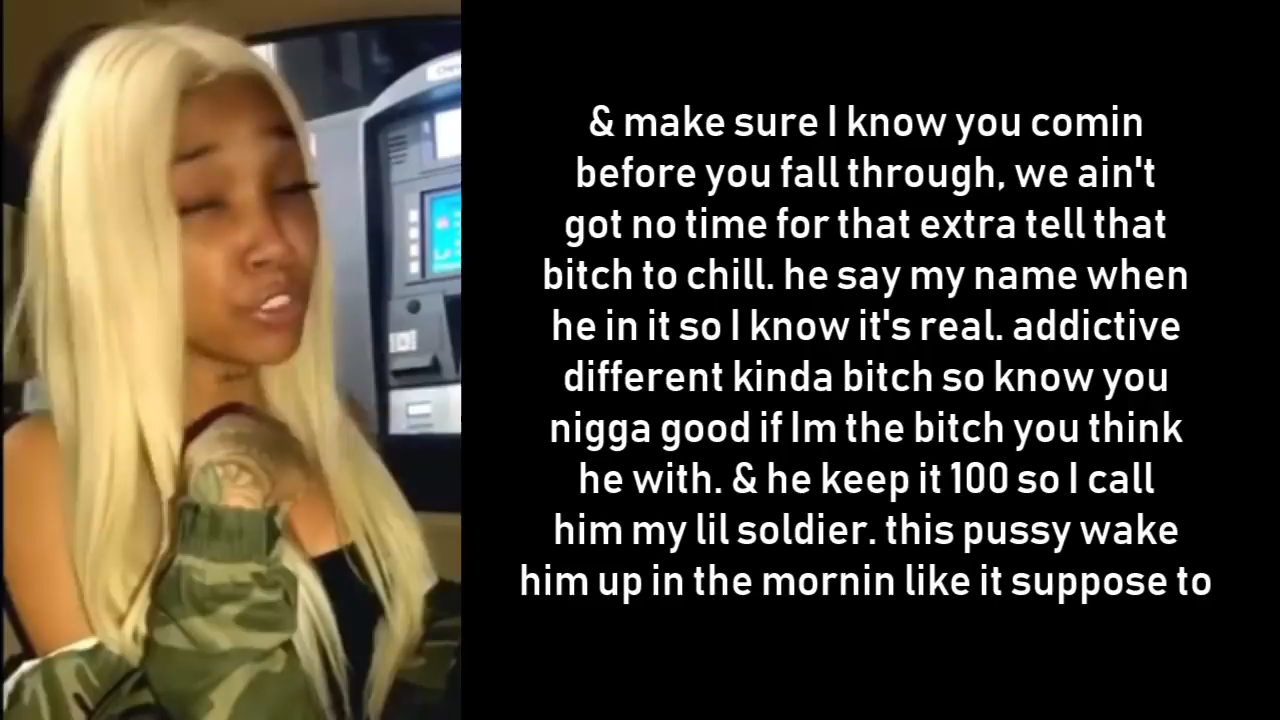 & make sure I know you comin
before you fall through, we ain't
got no time for that extra tell that
bitch to chill. he say my name when
he in it so I know it's real. addictive
different kinda bitch so know you
nigga good if Im the bitch you think
he with. & he keep it 100 so I call
him my lil soldier. this pussy wake
him up in the mornin like it suppose to